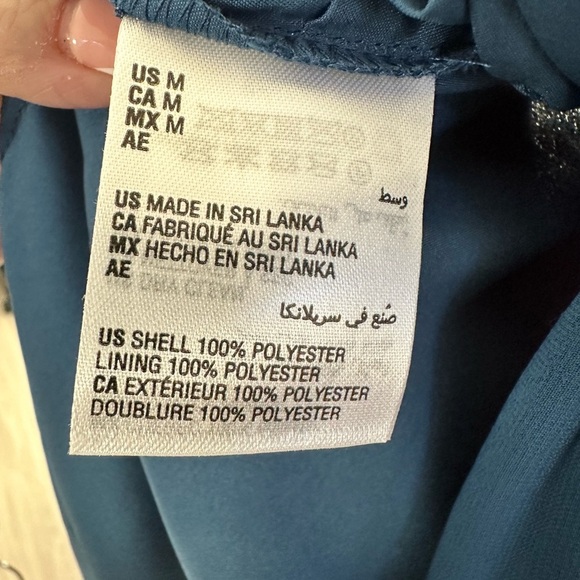 US M
CA M
MX M
AE
وسط
US MADE IN SRI LANKA
CA FABRIQUÉ AU SRI LANKA
MX HECHO EN SRI LANKA
AE
صُنع في سريلانكا
US SHELL 100% POLYESTER
LINING 100% POLYESTER
CA EXTÉRIEUR 100% POLYESTER
DOUBLURE 100% POLYESTER